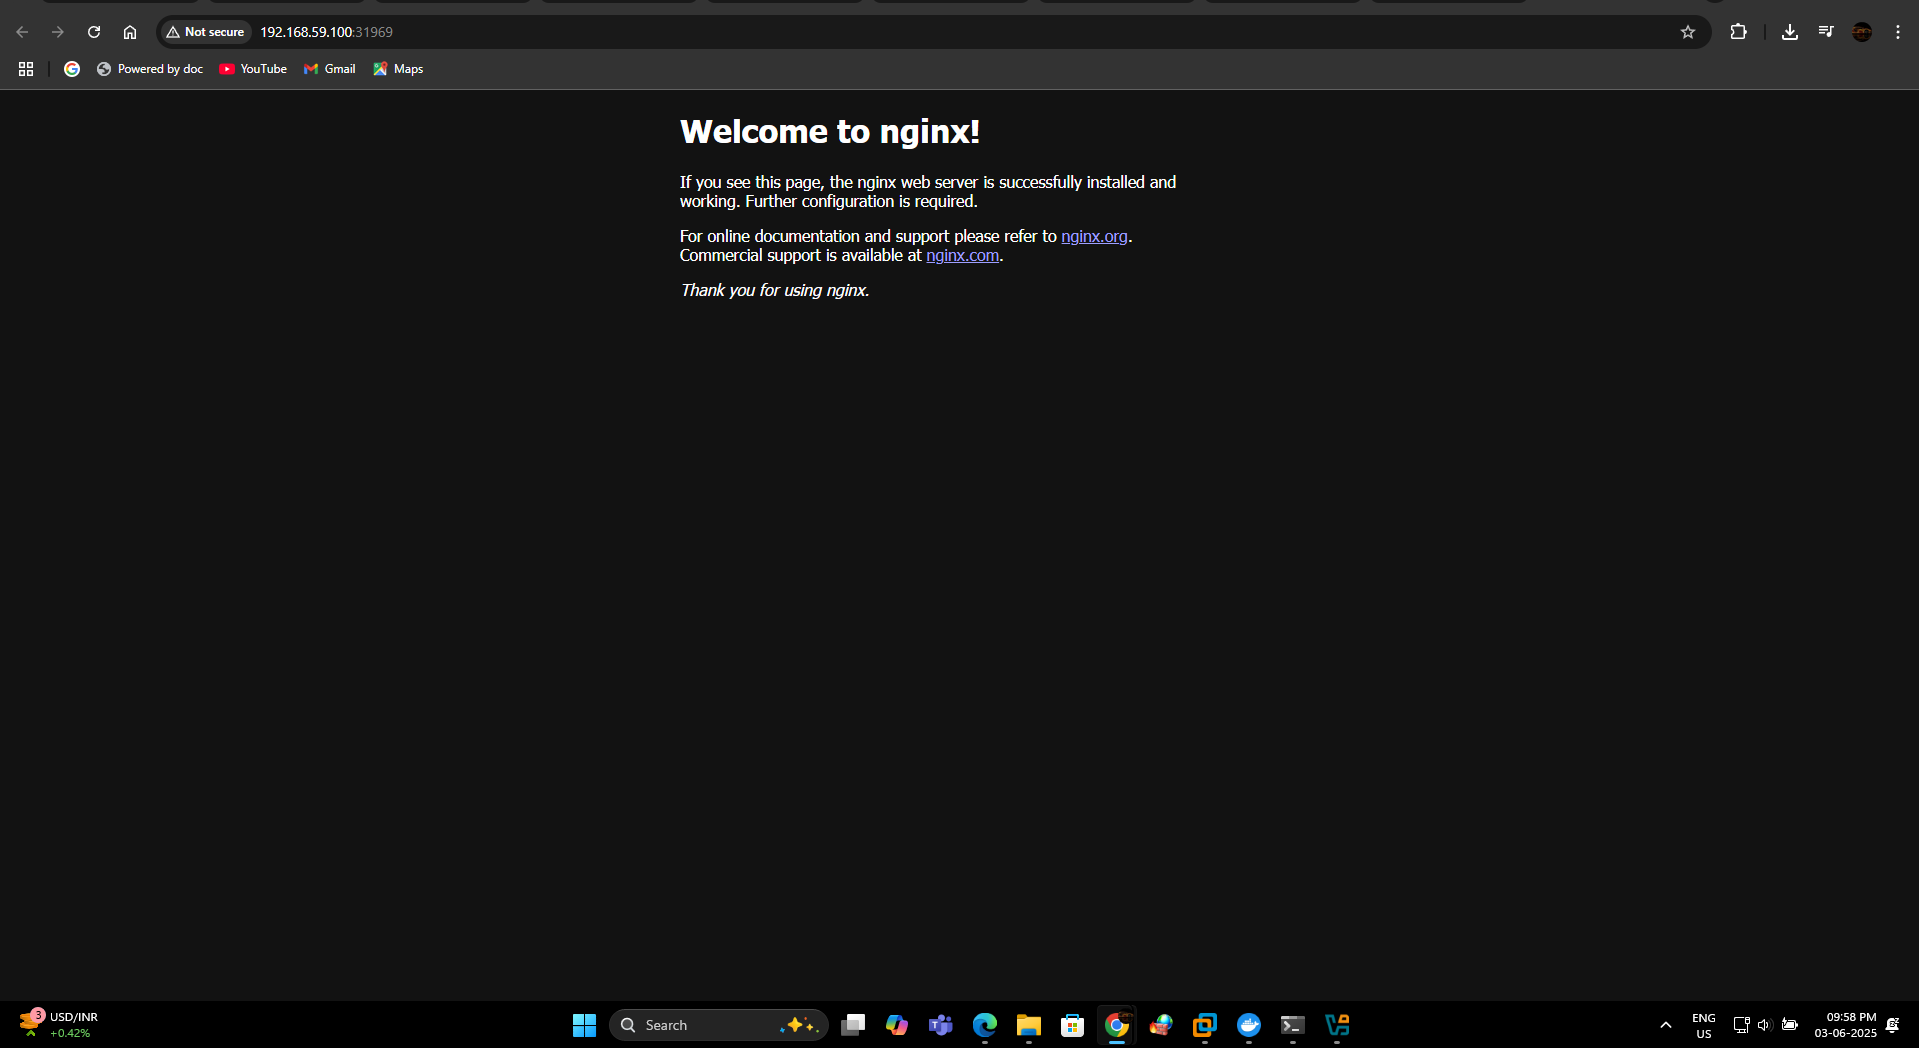 Not secure 192.168.59.100:31969
Powered by doc YouTube Gmail Maps
Welcome to nginx!
If you see this page, the nginx web server is successfully installed and
working. Further configuration is required.
For online documentation and support please refer to nginx.org.
Commercial support is available at nginx.com.
Thank you for using nginx.
3
USD/INR
+0.42%
Search
ENG
US
09:58 PM
03-06-2025